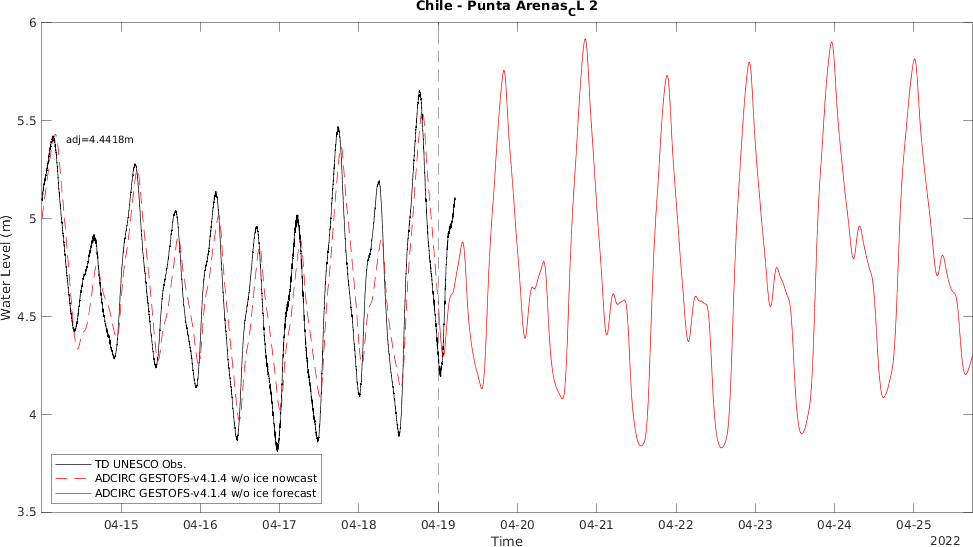 Chile - Punta Arenas_CL 2
6
5.5
5
4.5
4
3.5
Water Level (m)
adj=4.4418m
TD UNESCO Obs.
ADCIRC GESTOFS-v4.1.4 w/o ice nowcast
ADCIRC GESTOFS-v4.1.4 w/o ice forecast
04-15 04-16 04-17 04-18 04-19 04-20 04-21 04-22 04-23 04-24 04-25
Time
2022